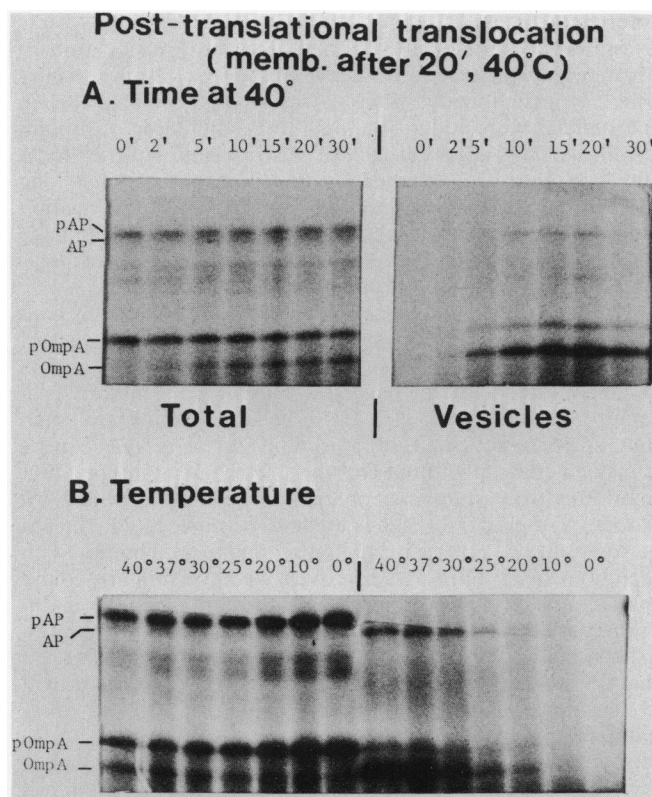 Post-translational translocation
( memb. after 20', 40°C)
A. Time at 40°
0' 2' 5' 10' 15' 20' 30' | 0' 2' 5' 10' 15' 20' 30'
pAP
AP
pOmpA
OmpA
Total | Vesicles
B. Temperature
40° 37° 30° 25° 20° 10° 0° | 40° 37° 30° 25° 20° 10° 0°
pAP
AP
pOmpA
OmpA